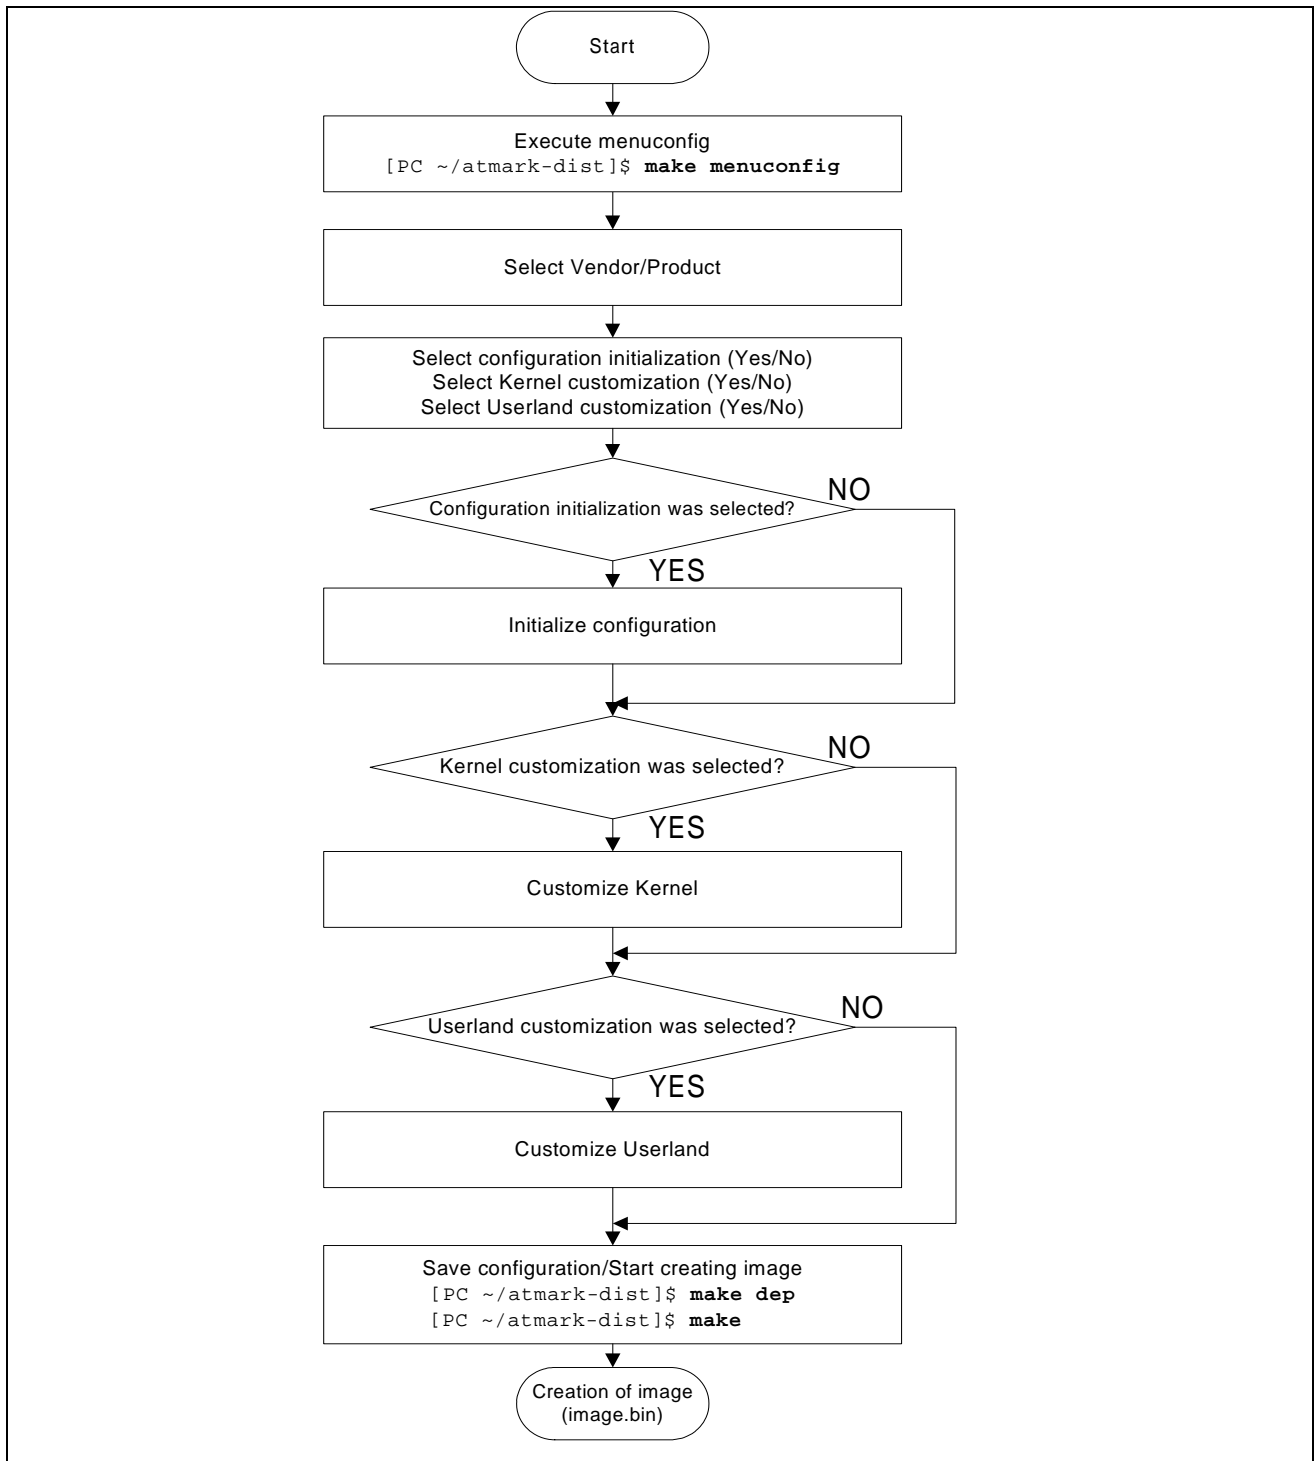 Start
Execute menuconfig
[PC ~/atmark-dist]$ make menuconfig
Select Vendor/Product
Select configuration initialization (Yes/No)
Select Kernel customization (Yes/No)
Select Userland customization (Yes/No)
NO
Configuration initialization was selected?
YES
Initialize configuration
NO
Kernel customization was selected?
YES
Customize Kernel
NO
Userland customization was selected?
YES
Customize Userland
Save configuration/Start creating image
[PC ~/atmark-dist]$ make dep
[PC ~/atmark-dist]$ make
Creation of image
(image.bin)